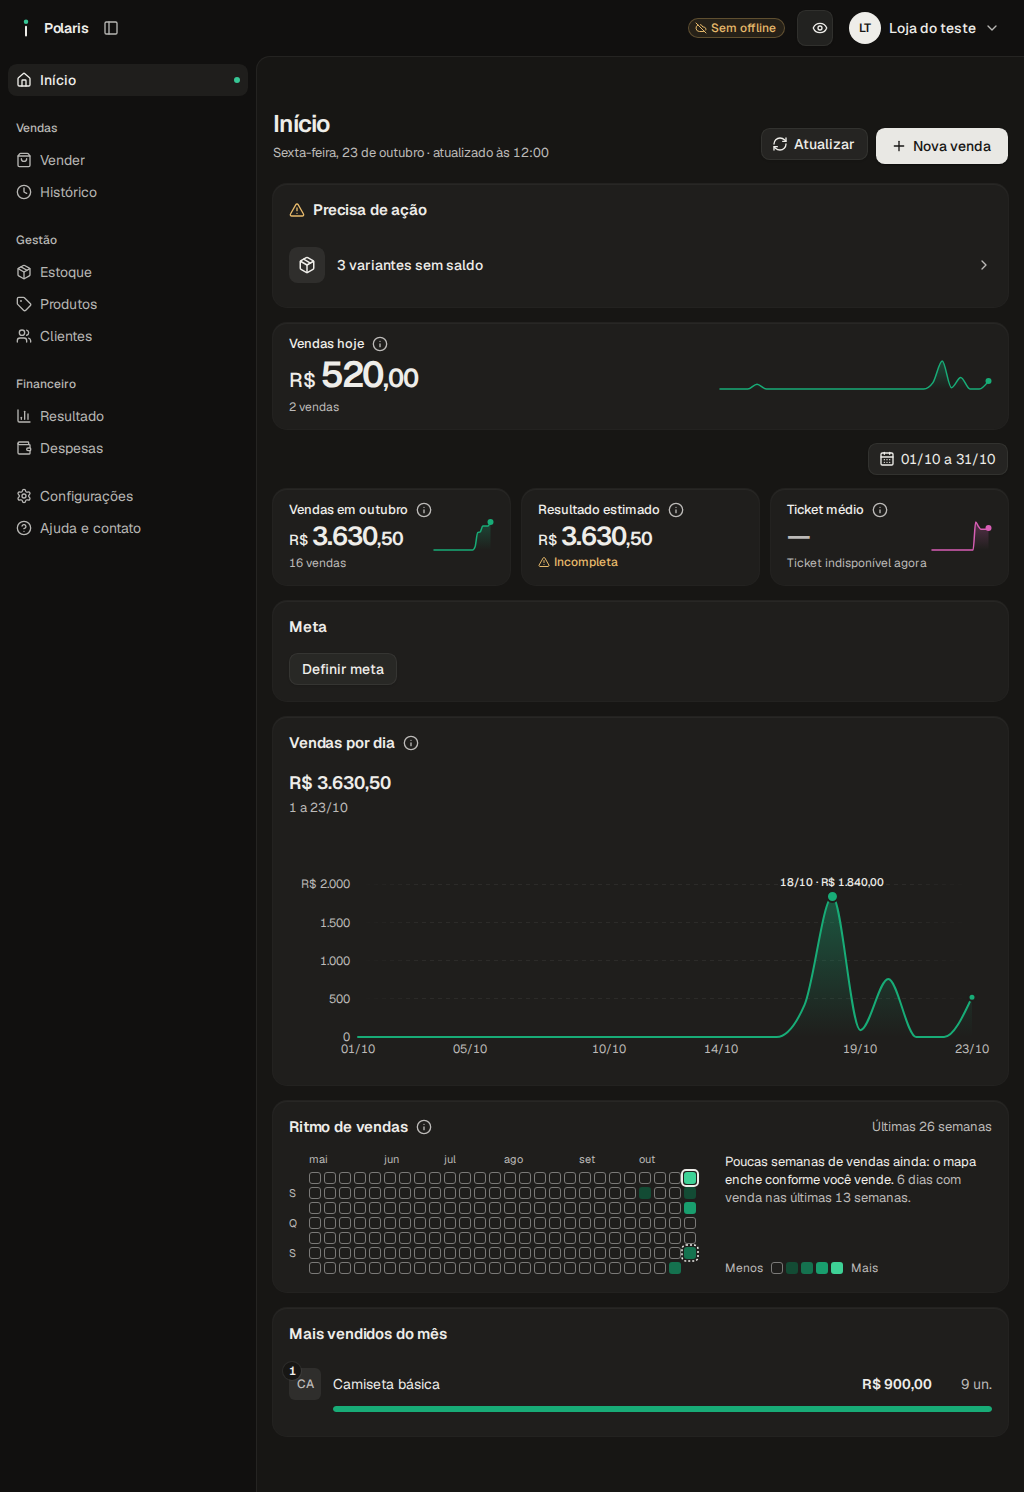 Polaris
Sem offline
LT
Loja do teste
Início
Vendas
Vender
Histórico
Gestão
Estoque
Produtos
Clientes
Financeiro
Resultado
Despesas
Configurações
Ajuda e contato
Início
Sexta-feira, 23 de outubro · atualizado às 12:00
Atualizar
Nova venda
Precisa de ação
3 variantes sem saldo
Vendas hoje
R$ 520,00
2 vendas
01/10 a 31/10
Vendas em outubro
R$ 3.630,50
16 vendas
Resultado estimado
R$ 3.630,50
Incompleta
Ticket médio
—
Ticket indisponível agora
Meta
Definir meta
Vendas por dia
R$ 3.630,50
1 a 23/10
18/10 · R$ 1.840,00
R$ 2.000
1.500
1.000
500
0
01/10 05/10 10/10 14/10 19/10 23/10
Ritmo de vendas
Últimas 26 semanas
mai jun jul ago set out
S
Q
S
Poucas semanas de vendas ainda: o mapa
enche conforme você vende. 6 dias com
venda nas últimas 13 semanas.
Menos
Mais
Mais vendidos do mês
1
CA
Camiseta básica
R$ 900,00
9 un.